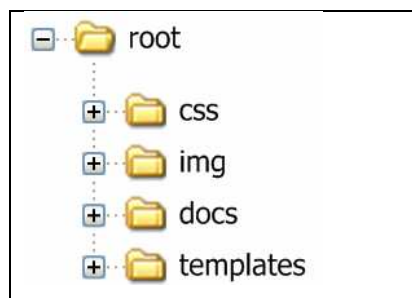 root
css
img
docs
templates